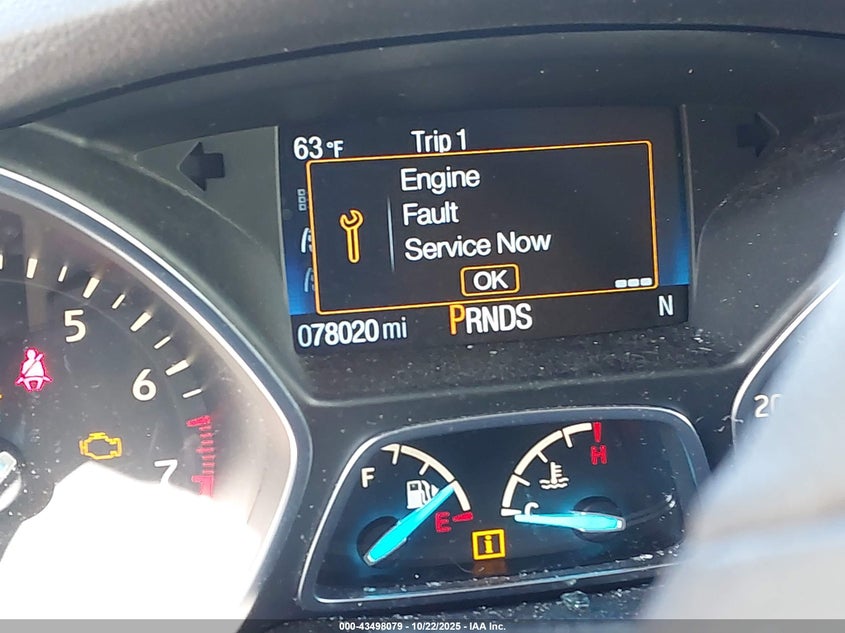 63°F Trip 1
Engine
Fault
Service Now
OK
078020 mi PRNDS N
5
6
7
20
F
E
H
C
i
000-43498079 - 10/22/2025 - IAA Inc.